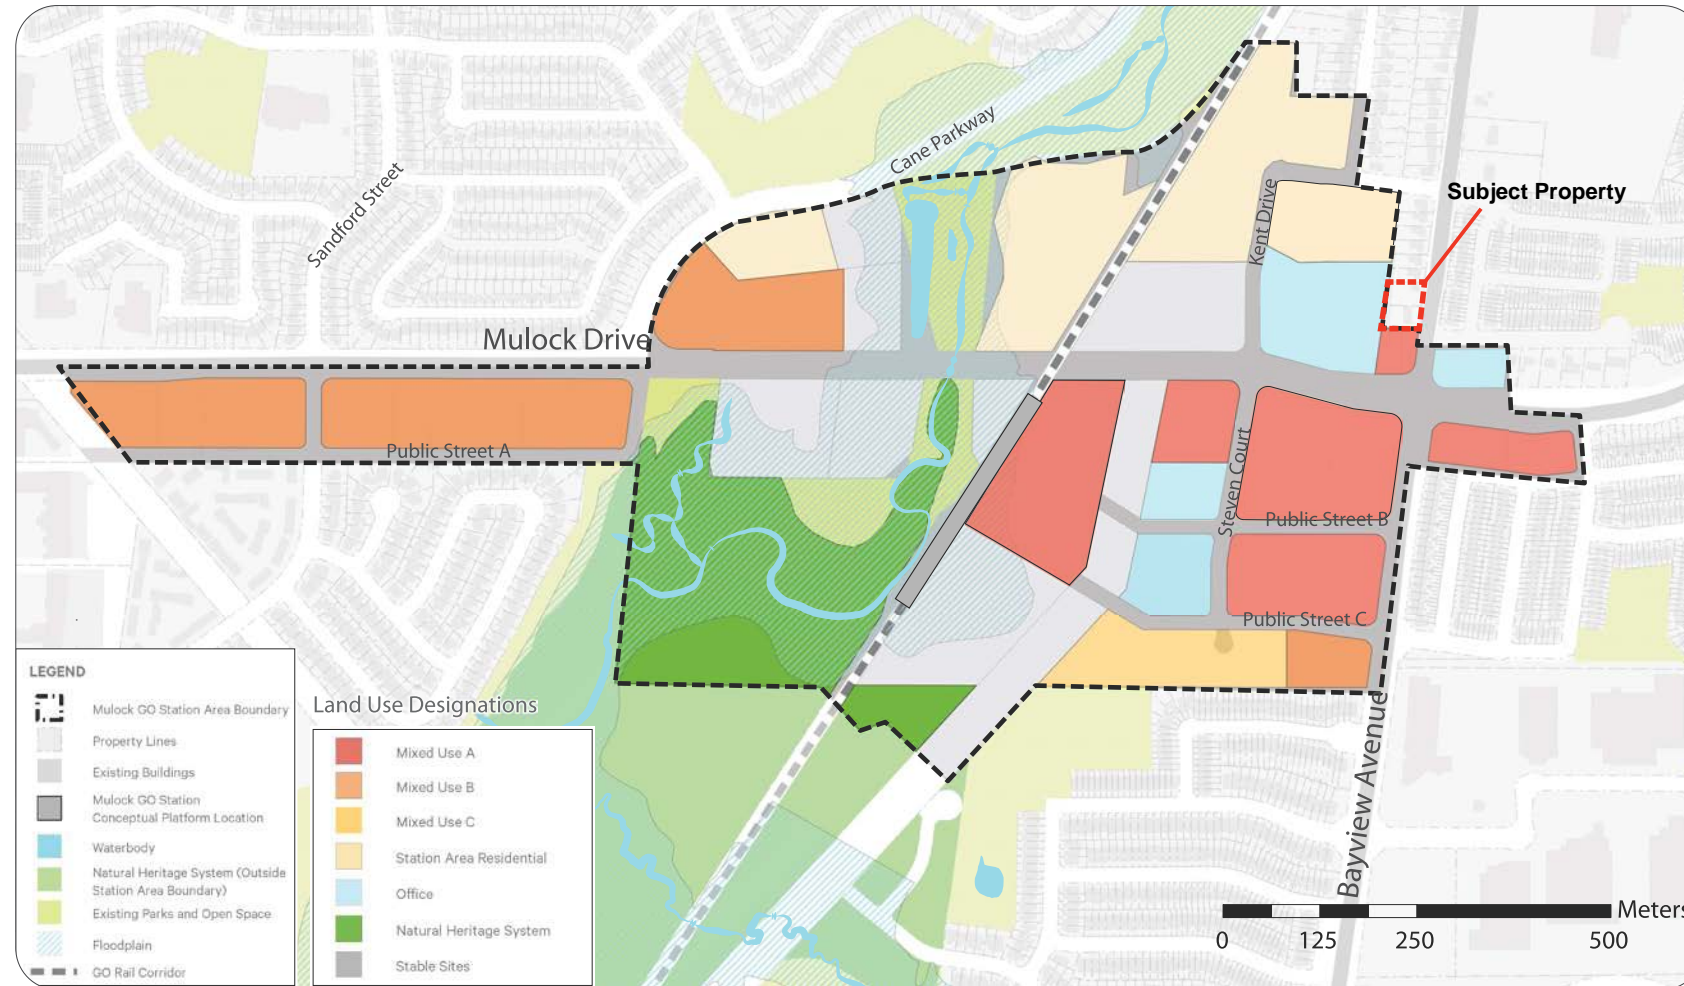 Cane Parkway
Sandford Street
Kent Drive
Subject Property
Mulock Drive
Public Street A
Steven Court
Public Street B
Public Street C
Bayview Avenue
LEGEND
Mulock GO Station Area Boundary
Property Lines
Existing Buildings
Mulock GO Station
Conceptual Platform Location
Waterbody
Natural Heritage System (Outside
Station Area Boundary)
Existing Parks and Open Space
Floodplain
GO Rail Corridor
Land Use Designations
Mixed Use A
Mixed Use B
Mixed Use C
Station Area Residential
Office
Natural Heritage System
Stable Sites
Meters
0 125 250 500